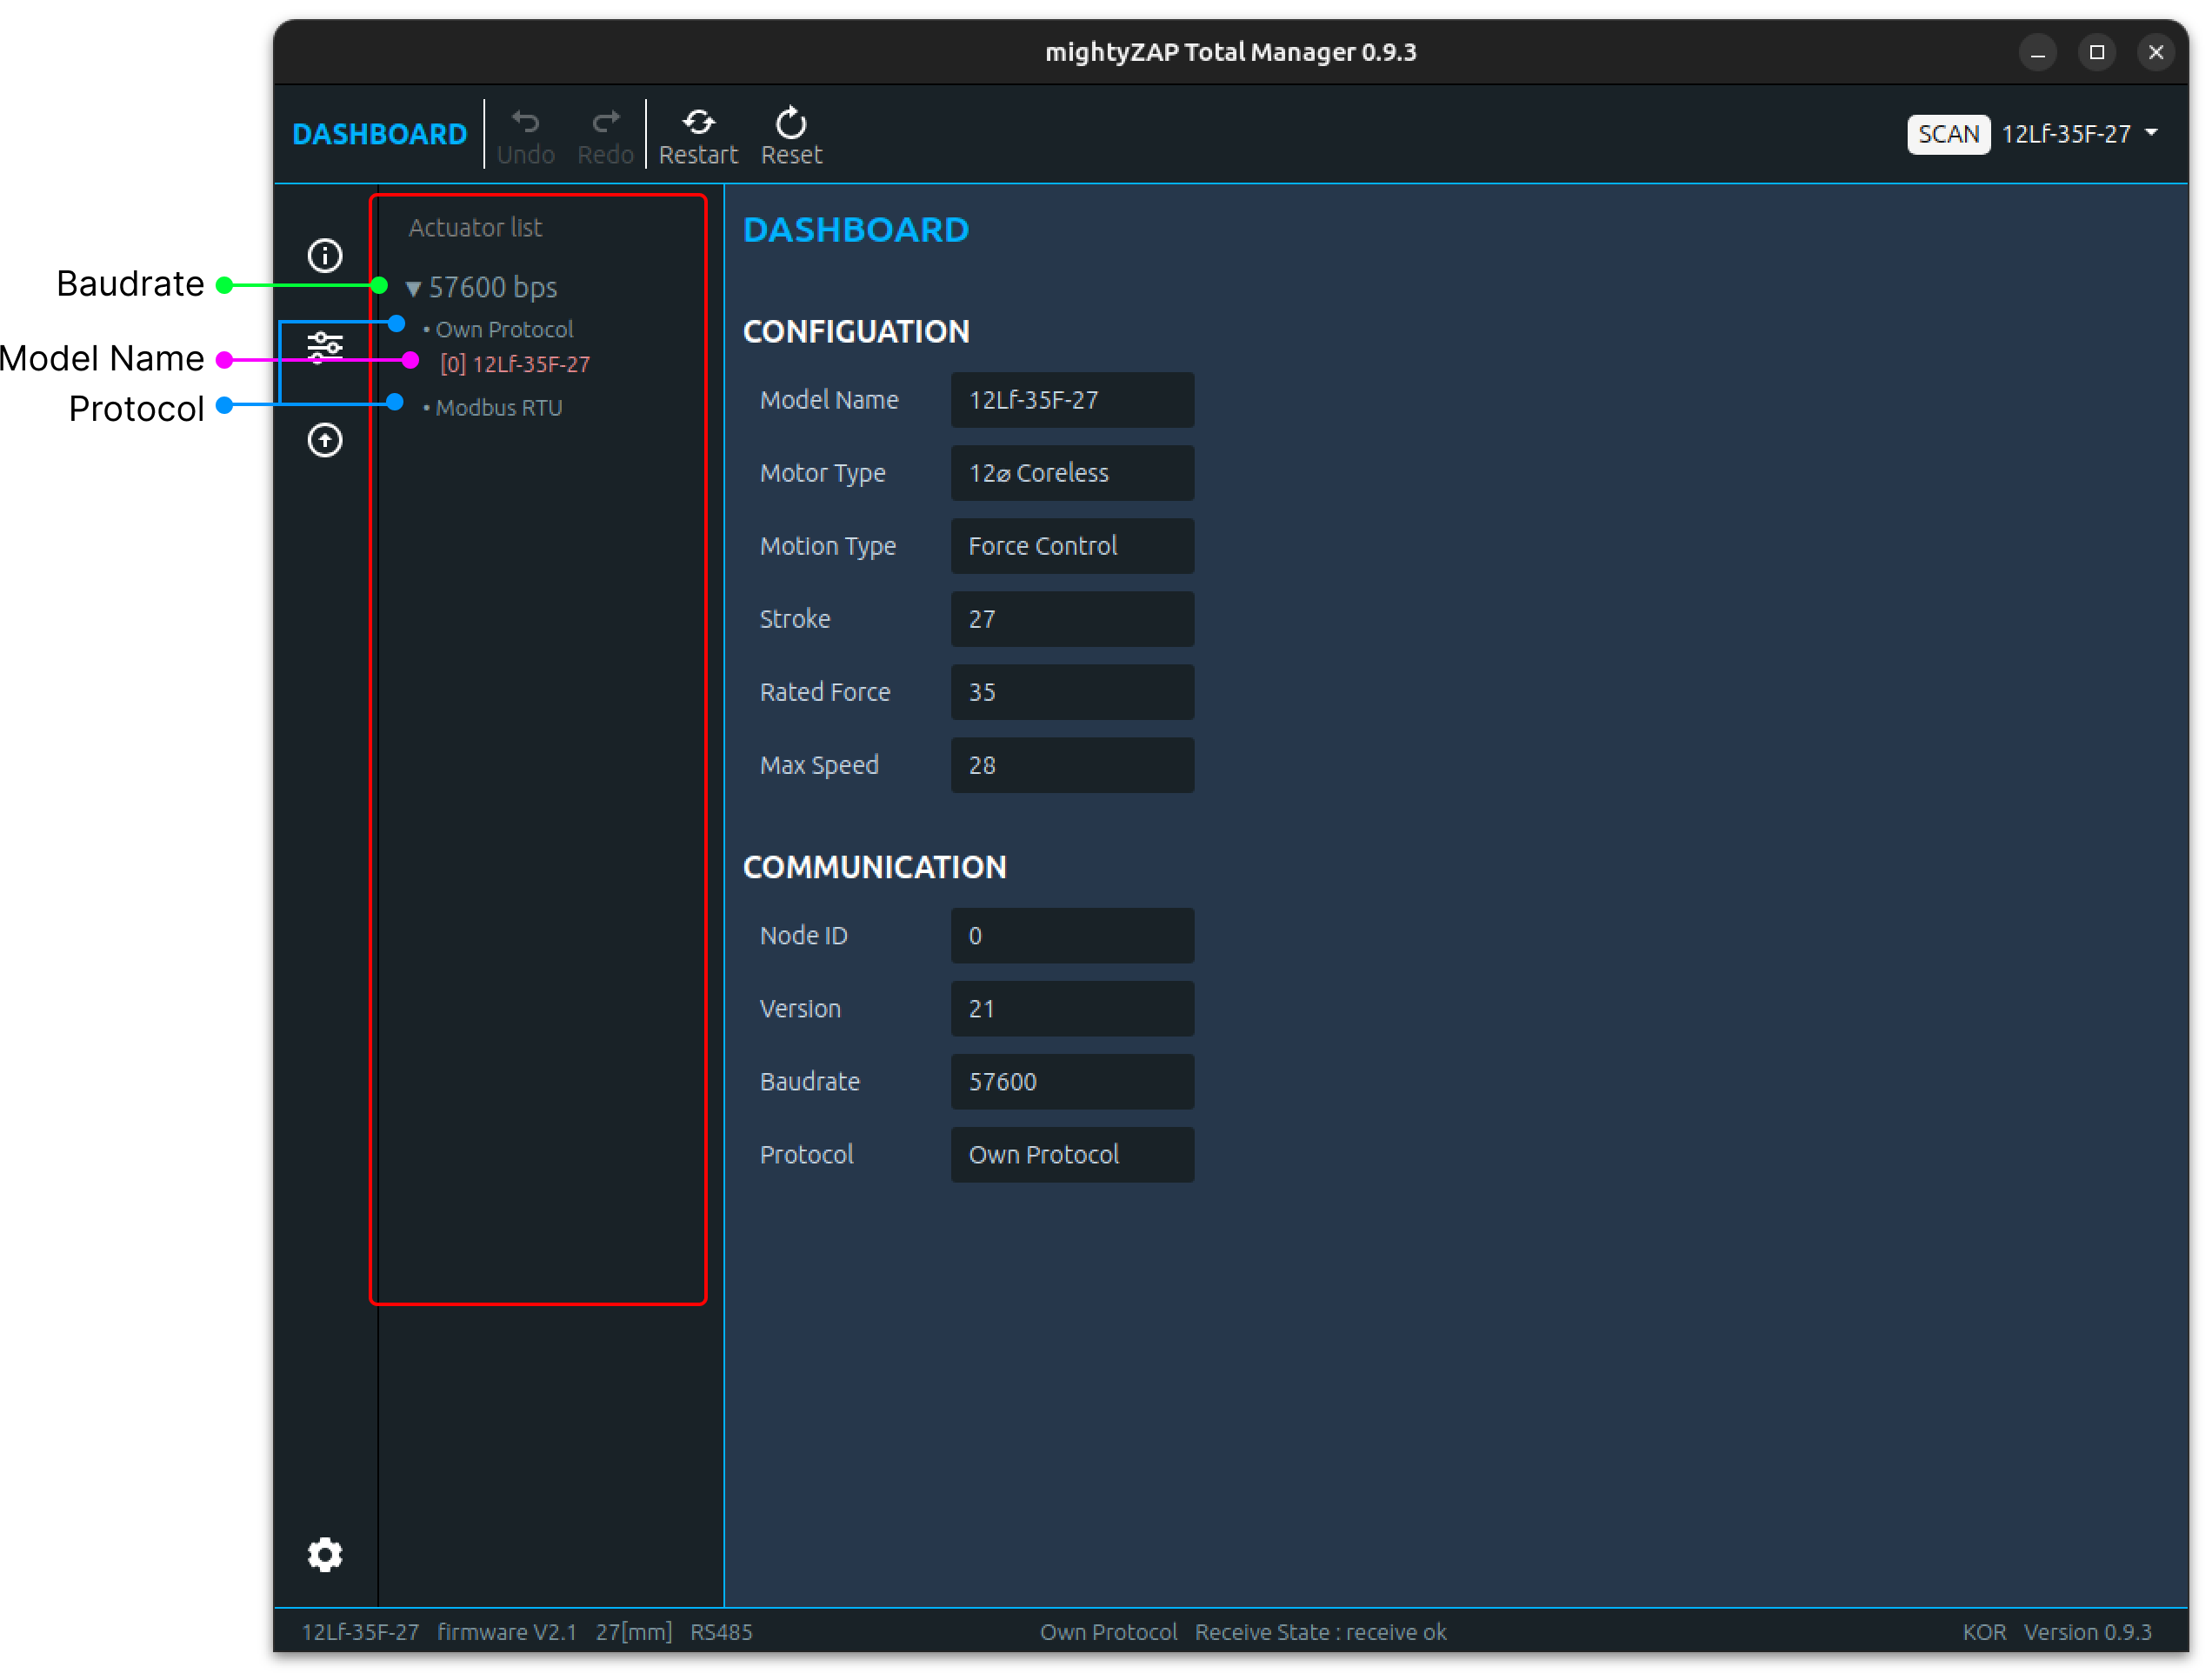 mightyZAP Total Manager 0.9.3
DASHBOARD
Undo
Redo
Restart
Reset
SCAN
12Lf-35F-27
Baudrate
Model Name
Protocol
Actuator list
▼ 57600 bps
• Own Protocol
[0] 12Lf-35F-27
• Modbus RTU
DASHBOARD
CONFIGUATION
Model Name 12Lf-35F-27
Motor Type 12⌀ Coreless
Motion Type Force Control
Stroke 27
Rated Force 35
Max Speed 28
COMMUNICATION
Node ID 0
Version 21
Baudrate 57600
Protocol Own Protocol
12Lf-35F-27 firmware V2.1 27[mm] RS485
Own Protocol Receive State : receive ok
KOR Version 0.9.3